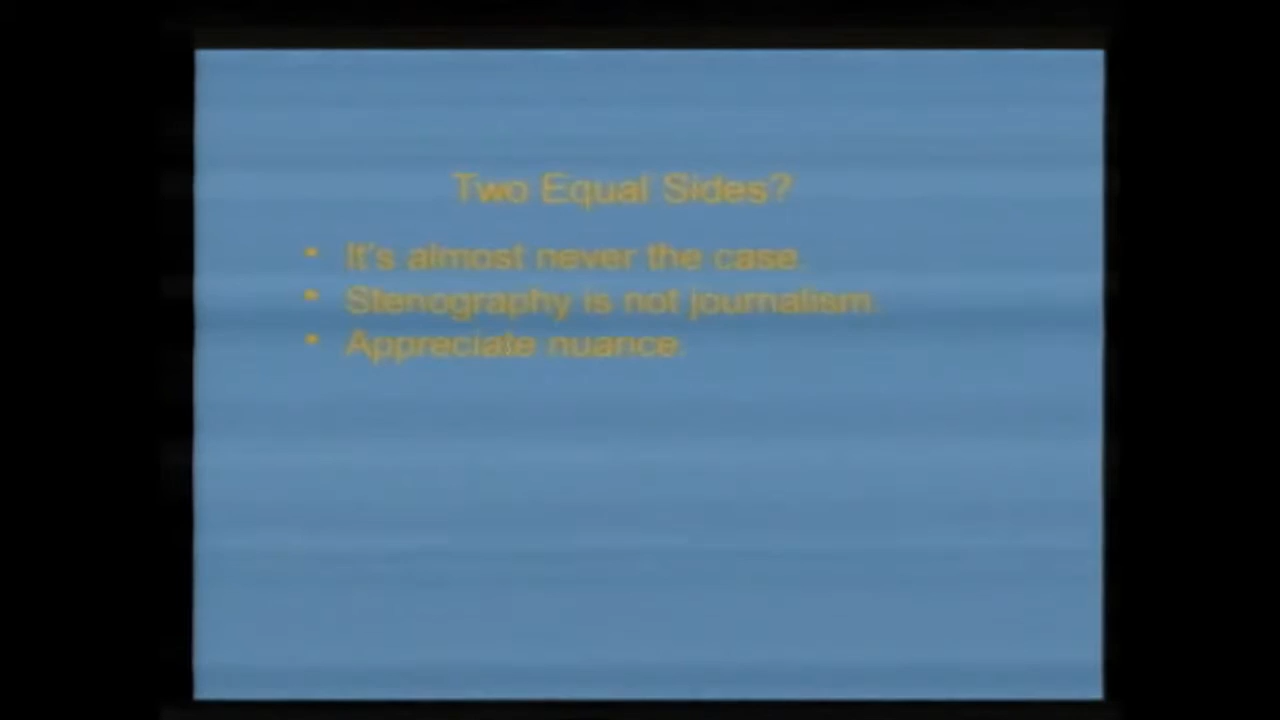 Two Equal Sides?
• It's almost never the case.
• Stenography is not journalism.
• Appreciate nuance.